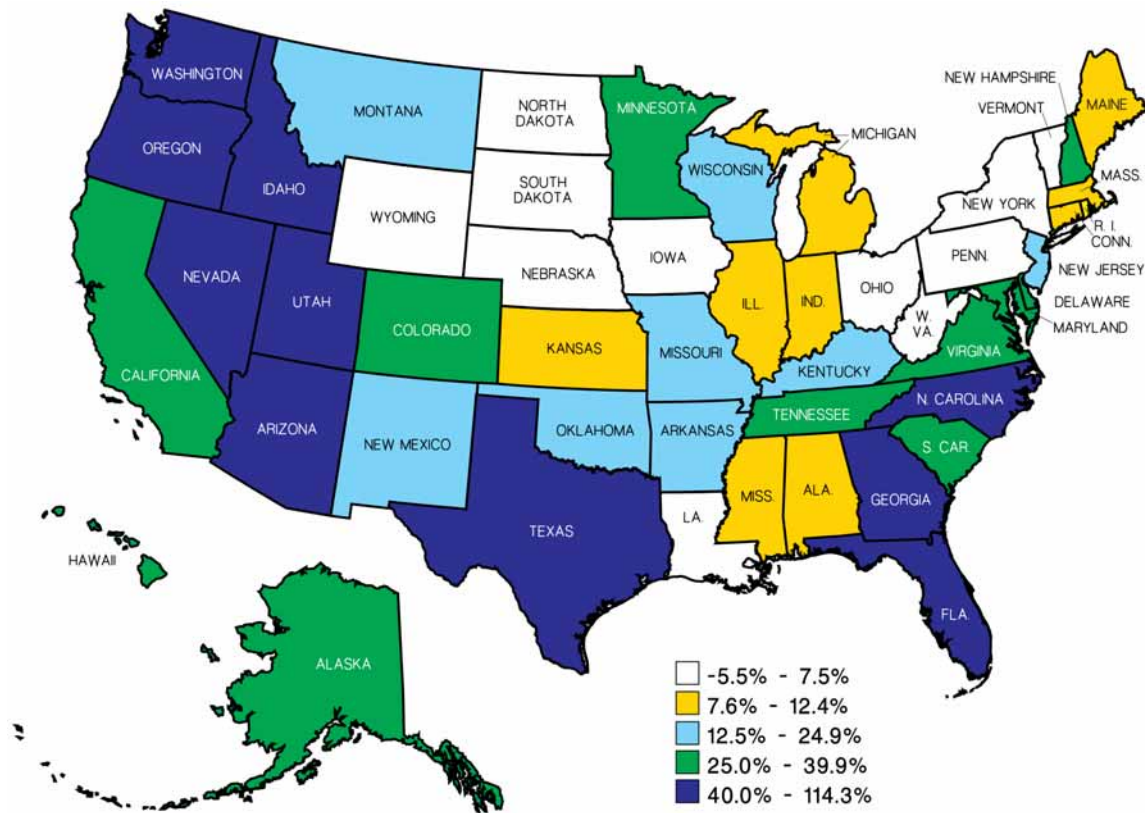 WASHINGTON
MONTANA
NORTH
DAKOTA
MINNESOTA
NEW HAMPSHIRE
VERMONT
MAINE
MICHIGAN
OREGON
IDAHO
WISCONSIN
MASS.
SOUTH
DAKOTA
WYOMING
NEW YORK
R. I.
CONN.
IOWA
PENN.
NEBRASKA
NEVADA
NEW JERSEY
OHIO
UTAH
ILL.
IND.
DELAWARE
W.
VA.
MARYLAND
COLORADO
KANSAS
MISSOURI
VIRGINIA
KENTUCKY
CALIFORNIA
N. CAROLINA
TENNESSEE
ARIZONA
OKLAHOMA
ARKANSAS
NEW MEXICO
S. CAR.
MISS.
ALA.
GEORGIA
LA.
TEXAS
HAWAII
FLA.
ALASKA
-5.5% - 7.5%
7.6% - 12.4%
12.5% - 24.9%
25.0% - 39.9%
40.0% - 114.3%